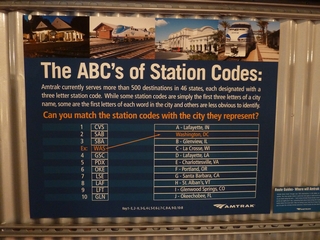 The ABC's of Station Codes:
Amtrak currently serves more than 500 destinations in 46 states, each designated with a
three letter station code. While some station codes are simply the first three letters of a city
name, some are the first letters of each word in the city and others are less obvious to identify.
Can you match the station codes with the city they represent?
1 CVS A - Lafayette, IN
2 SAB Washington, DC
3 SBA B - Glenview, IL
Ex: WAS C - La Crosse, WI
4 GSC D - Lafayette, LA
5 PDX E - Charlottesville, VA
6 OKE F - Portland, OR
7 LSE G - Santa Barbara, CA
8 LAF H - St. Alban's, VT
9 LFT I - Glenwood Springs, CO
10 GLN J - Okeechobee, FL
AMTRAK